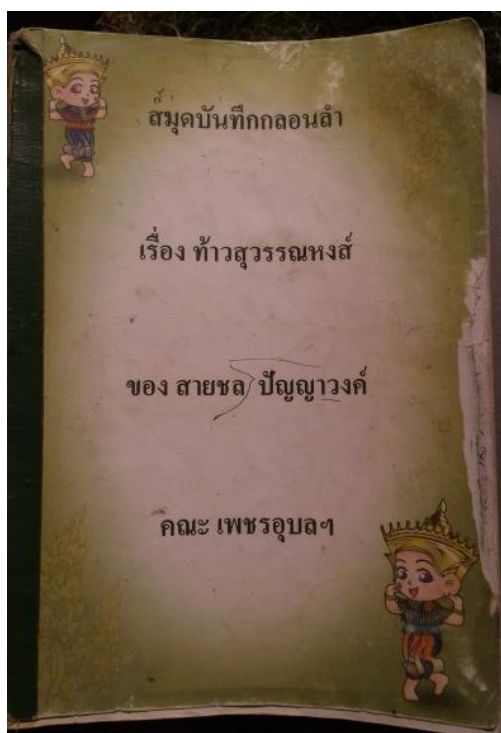 สมุดบันทึกกลอนลำ
เรื่อง ท้าวสุวรรณหงส์
ของ สายชล ปัญญาวงค์
คณะ เพชรอุบลฯ